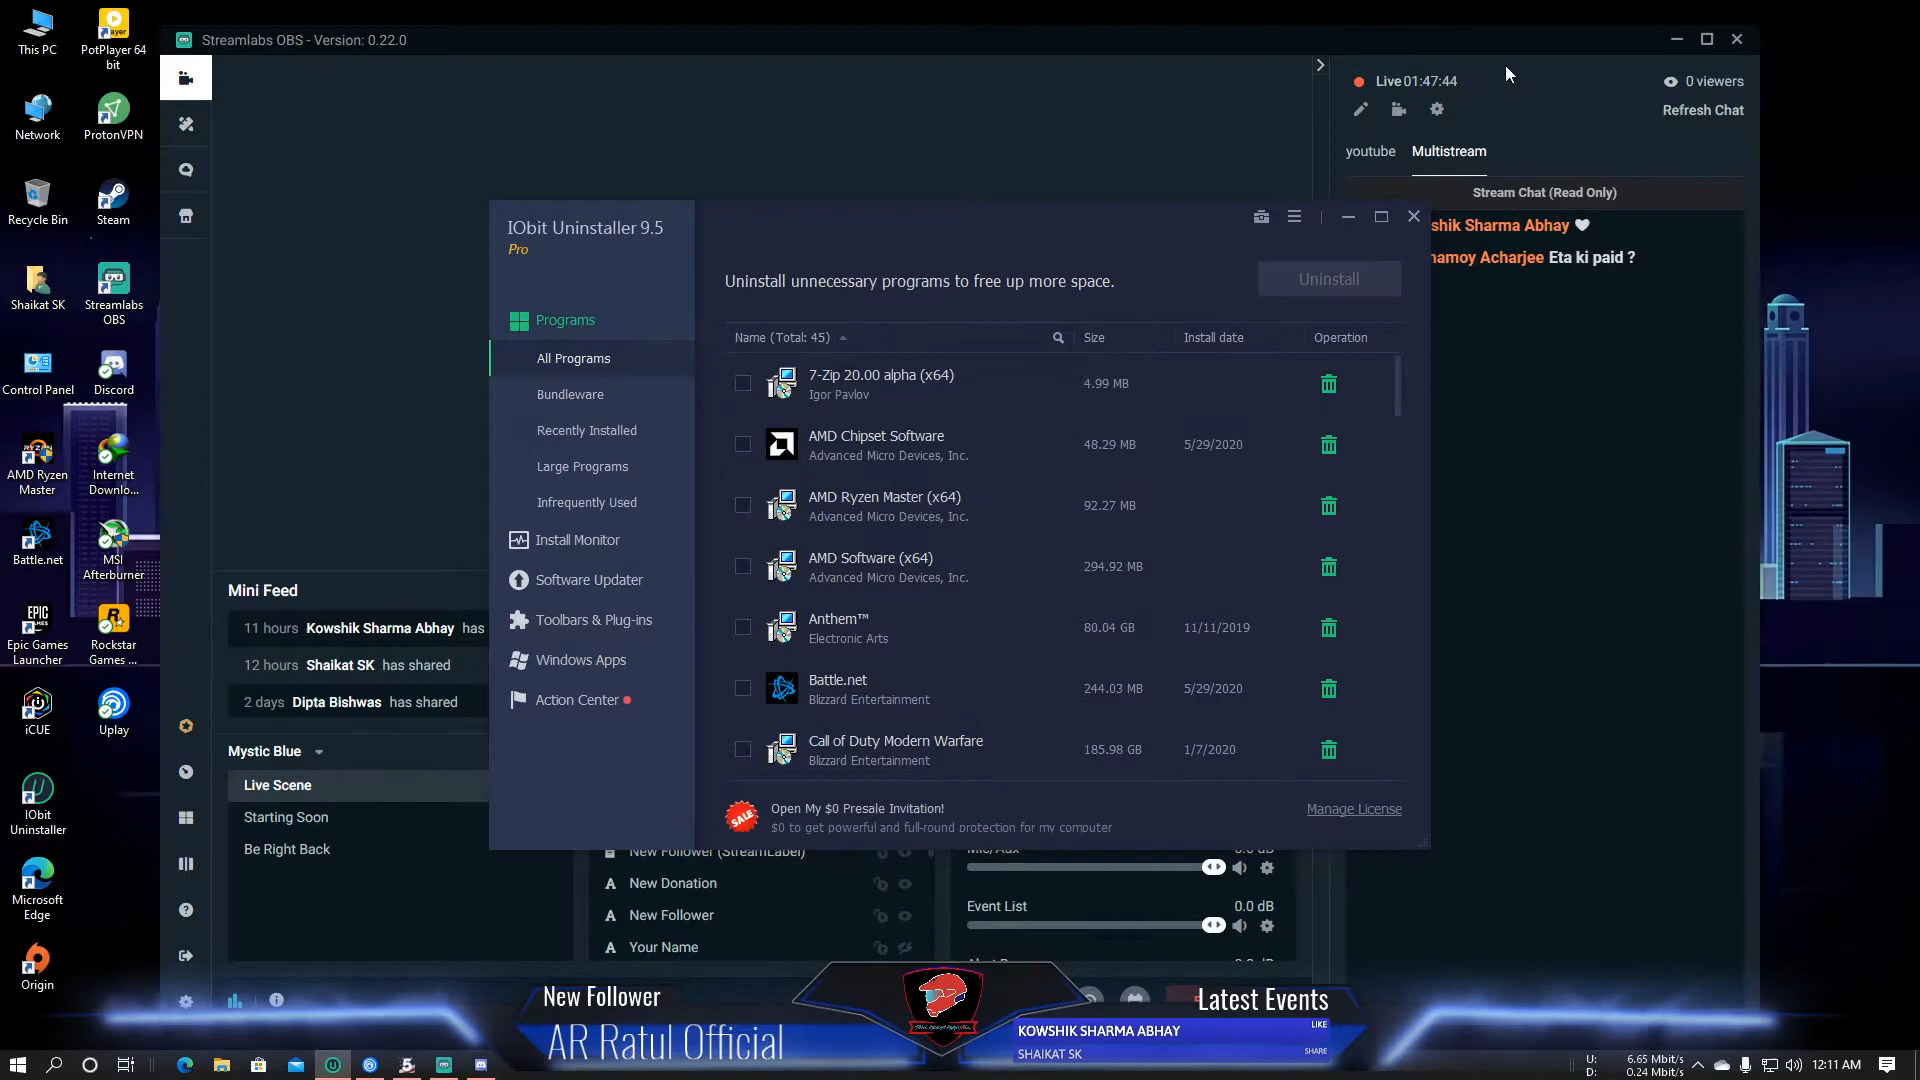 This PC
PotPlayer 64
bit
Network
ProtonVPN
Recycle Bin
Steam
Shaikat SK
Streamlabs
OBS
Control Panel
Discord
AMD Ryzen
Master
Internet
Downlo...
Battle.net
MSI
Afterburner
Epic Games
Launcher
Rockstar
Games ...
iCUE
Uplay
IObit
Uninstaller
Microsoft
Edge
Origin
Streamlabs OBS - Version: 0.22.0
Live 01:47:44
0 viewers
Refresh Chat
youtube
Multistream
Stream Chat (Read Only)
shik Sharma Abhay
namoy Acharjee Eta ki paid ?
IObit Uninstaller 9.5
Pro
Programs
All Programs
Bundleware
Recently Installed
Large Programs
Infrequently Used
Install Monitor
Software Updater
Toolbars & Plug-ins
Windows Apps
Action Center
Uninstall unnecessary programs to free up more space.
Uninstall
Name (Total: 45)
Size
Install date
Operation
7-Zip 20.00 alpha (x64)
Igor Pavlov
4.99 MB
AMD Chipset Software
Advanced Micro Devices, Inc.
48.29 MB
5/29/2020
AMD Ryzen Master (x64)
Advanced Micro Devices, Inc.
92.27 MB
AMD Software (x64)
Advanced Micro Devices, Inc.
294.92 MB
Anthem™
Electronic Arts
80.04 GB
11/11/2019
Battle.net
Blizzard Entertainment
244.03 MB
5/29/2020
Call of Duty Modern Warfare
Blizzard Entertainment
185.98 GB
1/7/2020
SALE
Open My $0 Presale Invitation!
$0 to get powerful and full-round protection for my computer
Manage License
Mini Feed
11 hours Kowshik Sharma Abhay has
12 hours Shaikat SK has shared
2 days Dipta Bishwas has shared
Mystic Blue
Live Scene
Starting Soon
Be Right Back
New Follower (StreamLabel)
New Donation
New Follower
Your Name
Mic/Aux
0.0 dB
Event List
0.0 dB
New Follower
AR Ratul Official
Latest Events
KOWSHIK SHARMA ABHAY
LIKE
SHAIKAT SK
SHARE
U: 6.65 Mbit/s
D: 0.24 Mbit/s
12:11 AM